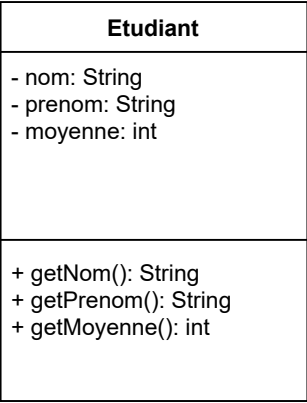 Etudiant
- nom: String
- prenom: String
- moyenne: int
+ getNom(): String
+ getPrenom(): String
+ getMoyenne(): int